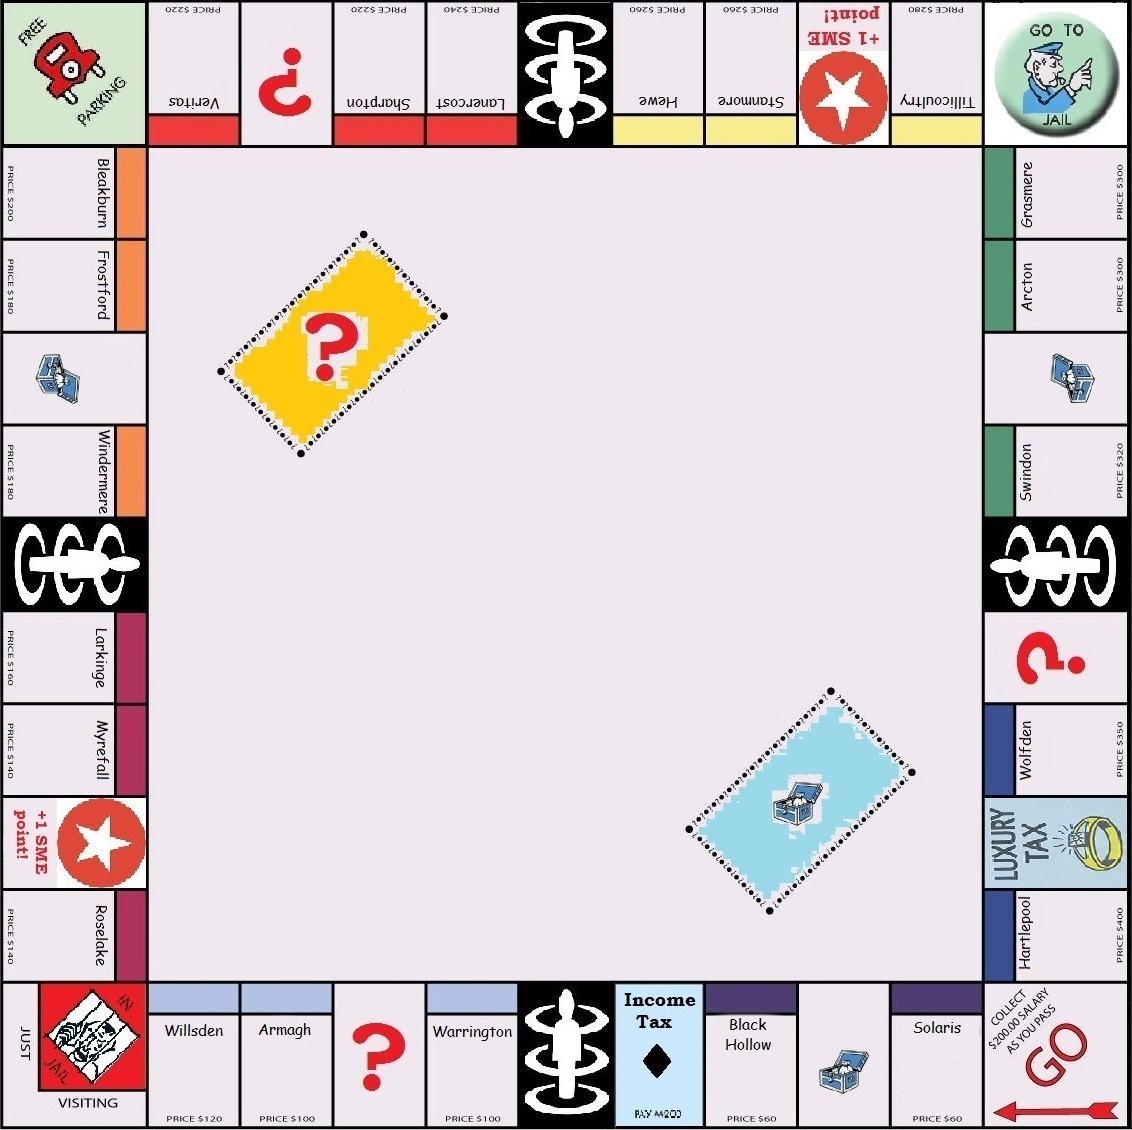 FREE
PARKING
PRICE $220
Veritas
?
PRICE $220
Sharpton
PRICE $240
Lanercost
PRICE $260
Hewe
PRICE $260
Stanmore
+1 SME
point!
PRICE $280
Tillicoultry
GO TO
JAIL
Bleakburn
PRICE $200
Frostford
PRICE $180
Windermere
PRICE $180
Larkinge
PRICE $160
Myrefall
PRICE $140
+1 SME
point!
Roselake
PRICE $140
?
Grasmere
PRICE $300
Arcton
PRICE $300
Swindon
PRICE $320
?
Wolfden
PRICE $350
LUXURY
TAX
Hartlepool
PRICE $400
JUST
IN
JAIL
VISITING
Willsden
PRICE $120
Armagh
PRICE $100
?
Warrington
PRICE $100
Income
Tax
Black
Hollow
PRICE $60
Solaris
PRICE $60
COLLECT
$200.00 SALARY
AS YOU PASS
GO